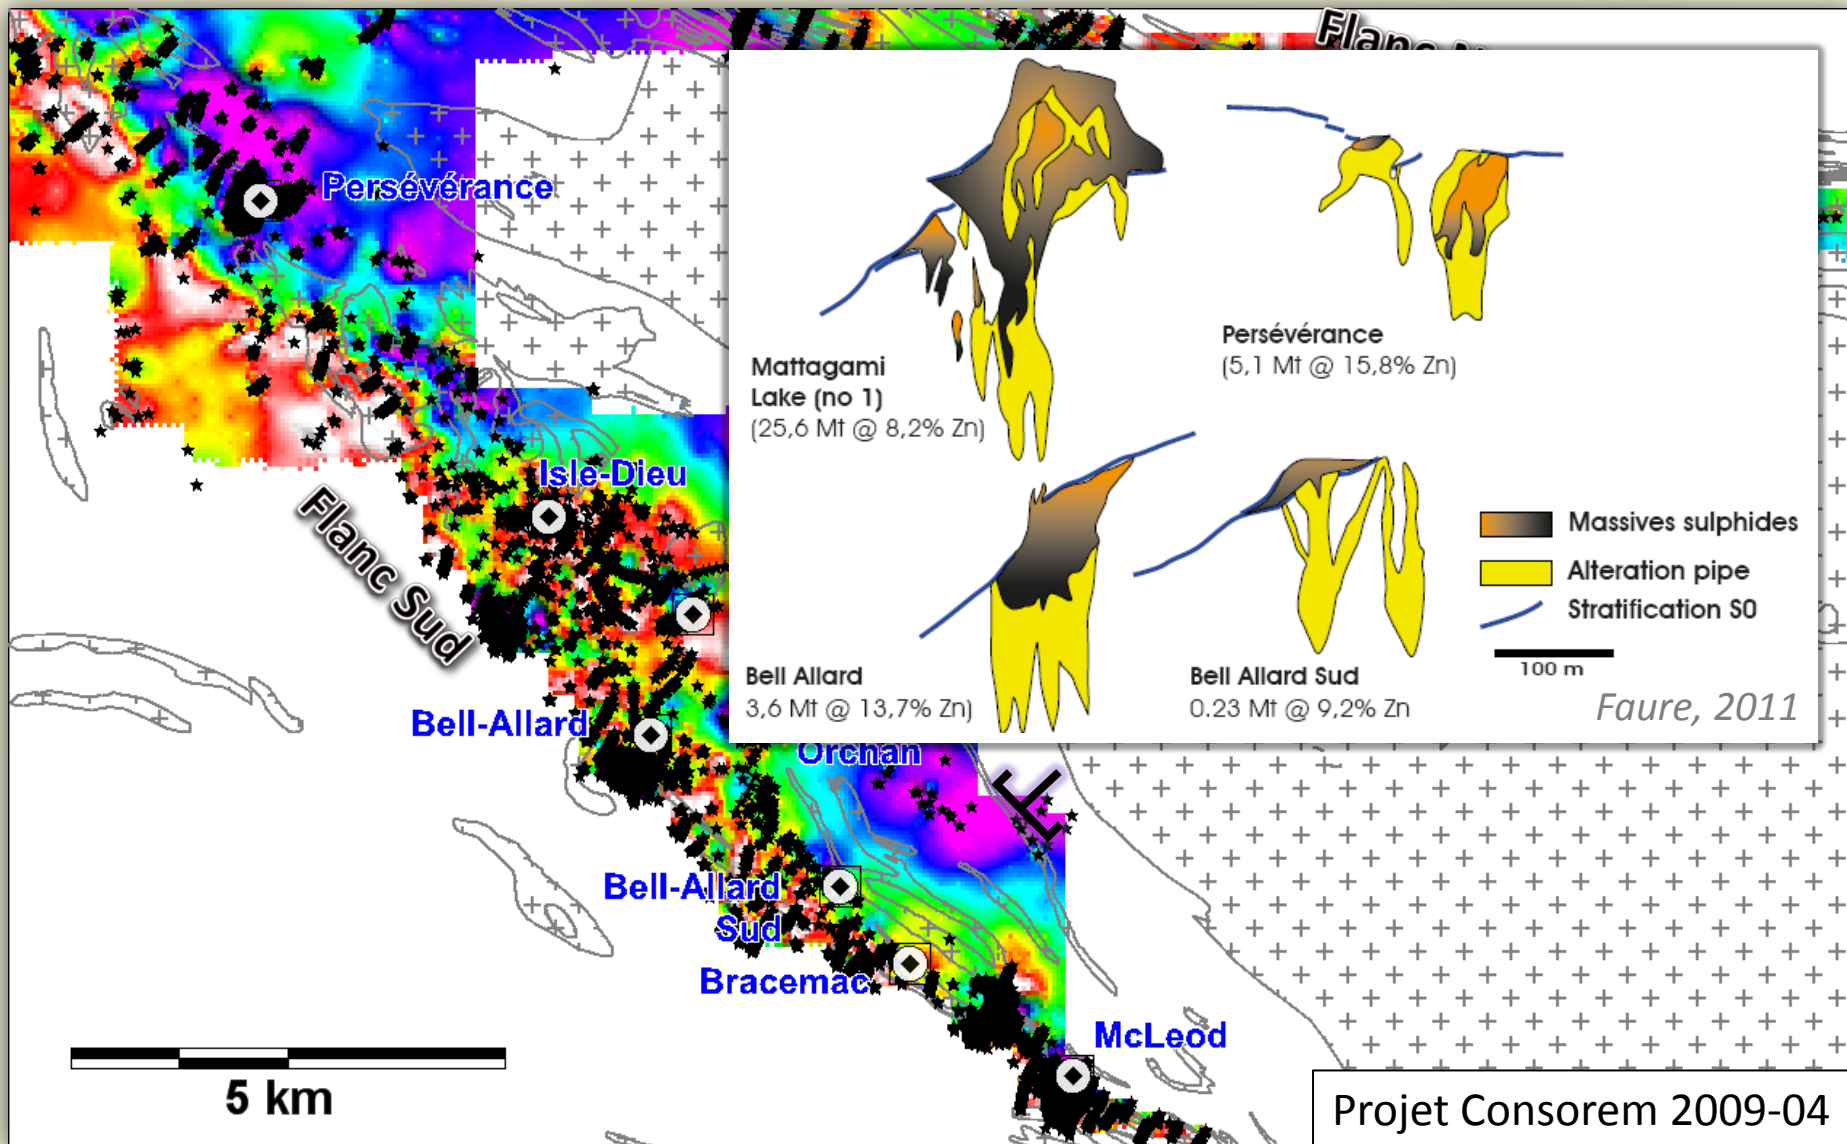 Flanc
Persévérance
Mattagami
Lake (no 1)
(25,6 Mt @ 8,2% Zn)
Persévérance
(5,1 Mt @ 15,8% Zn)
Isle-Dieu
Flanc Sud
Massives sulphides
Alteration pipe
Stratification S0
100 m
Bell Allard
3,6 Mt @ 13,7% Zn)
Bell Allard Sud
0.23 Mt @ 9,2% Zn
Faure, 2011
Bell-Allard
Orchan
Bell-Allard
Sud
Bracemac
McLeod
5 km
Projet Consorem 2009-04